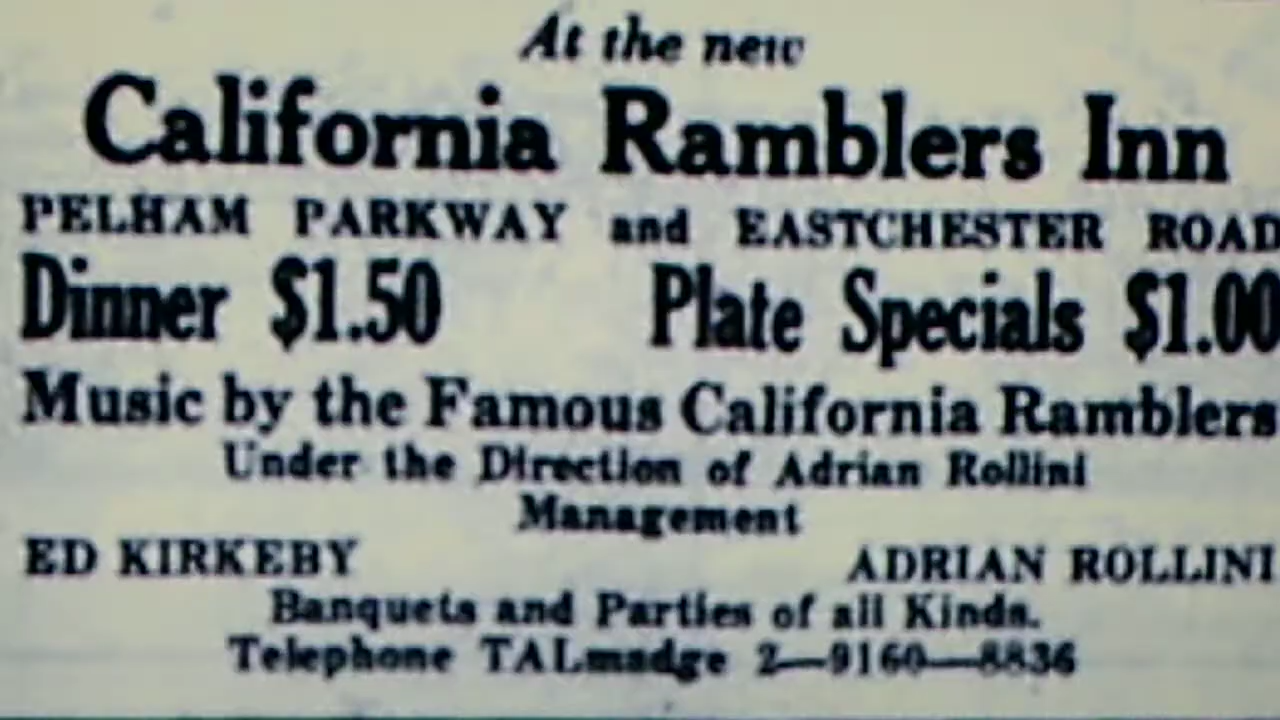 At the new
California Ramblers Inn
PELHAM PARKWAY and EASTCHESTER ROAD
Dinner $1.50 Plate Specials $1.00
Music by the Famous California Ramblers
Under the Direction of Adrian Rollini
Management
ED KIRKEBY ADRIAN ROLLINI
Banquets and Parties of all Kinds.
Telephone TALmadge 2—9160—8836